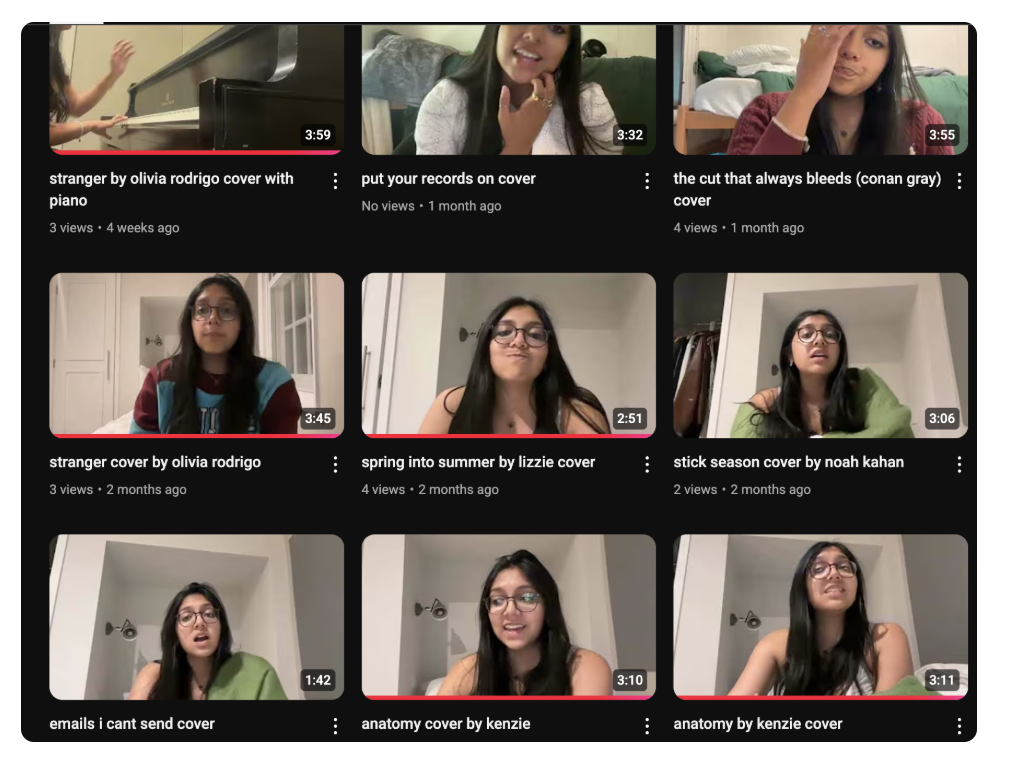 3:59
3:32
3:55
stranger by olivia rodrigo cover with
piano
3 views • 4 weeks ago
put your records on cover
No views • 1 month ago
the cut that always bleeds (conan gray)
cover
4 views • 1 month ago
3:45
2:51
3:06
stranger cover by olivia rodrigo
3 views • 2 months ago
spring into summer by lizzie cover
4 views • 2 months ago
stick season cover by noah kahan
2 views • 2 months ago
1:42
3:10
3:11
emails i cant send cover
anatomy cover by kenzie
anatomy by kenzie cover